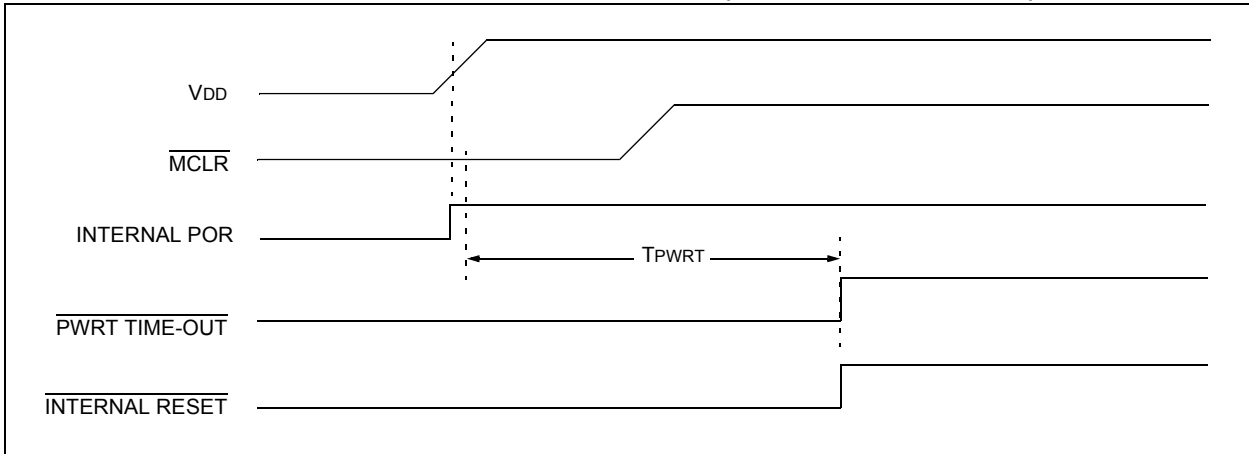 VDD
MCLR
INTERNAL POR
TPWRT
PWRT TIME-OUT
INTERNAL RESET